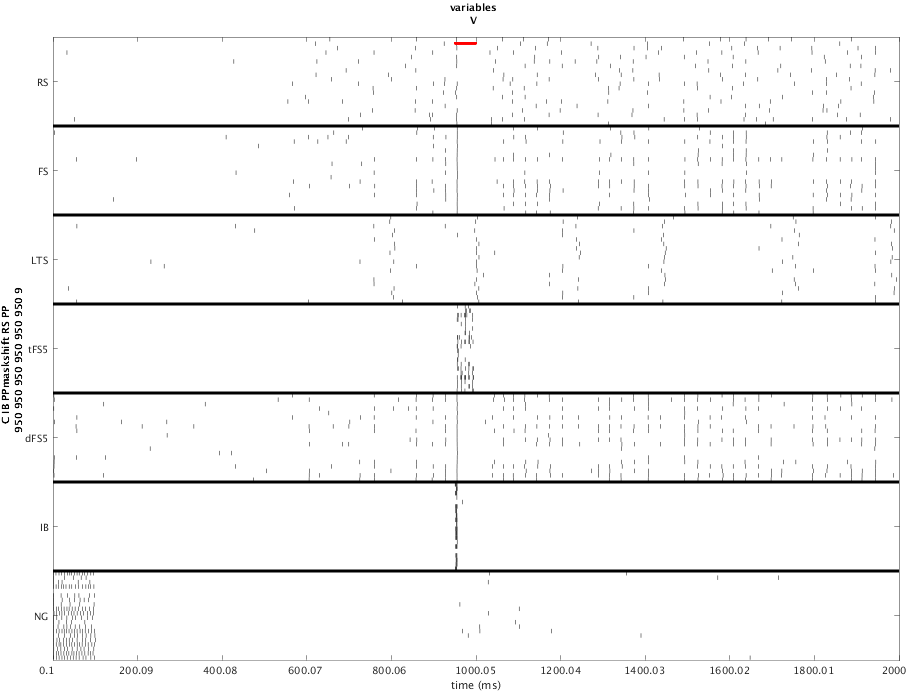 variables
V
RS
FS
LTS
tFS5
dFS5
IB
NG
C IB PPmaskshift RS PP
950 950 950 950 950 950 9
0.1 200.09 400.08 600.07 800.06 1000.05 1200.04 1400.03 1600.02 1800.01 2000
time (ms)